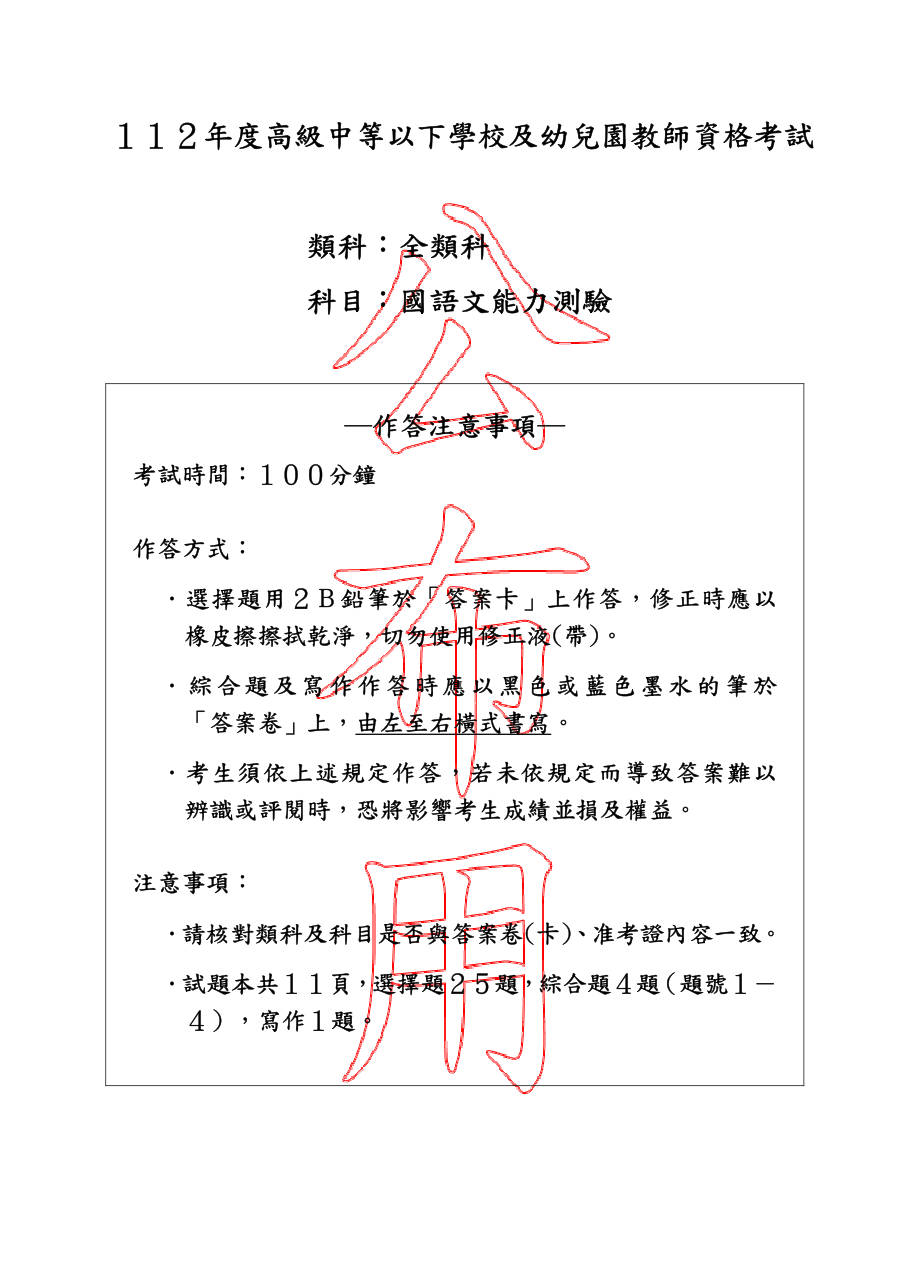 １１２年度高級中等以下學校及幼兒園教師資格考試
類科：全類科
科目：國語文能力測驗
—作答注意事項—
考試時間：１００分鐘
作答方式：
·選擇題用２Ｂ鉛筆於「答案卡」上作答，修正時應以
橡皮擦擦拭乾淨，切勿使用修正液(帶)。
·綜合題及寫作作答時應以黑色或藍色墨水的筆於
「答案卷」上，由左至右橫式書寫。
·考生須依上述規定作答，若未依規定而導致答案難以
辨識或評閱時，恐將影響考生成績並損及權益。
注意事項：
·請核對類科及科目是否與答案卷(卡)、准考證內容一致。
·試題本共１１頁，選擇題２５題，綜合題４題（題號１－
４），寫作１題。
公布用